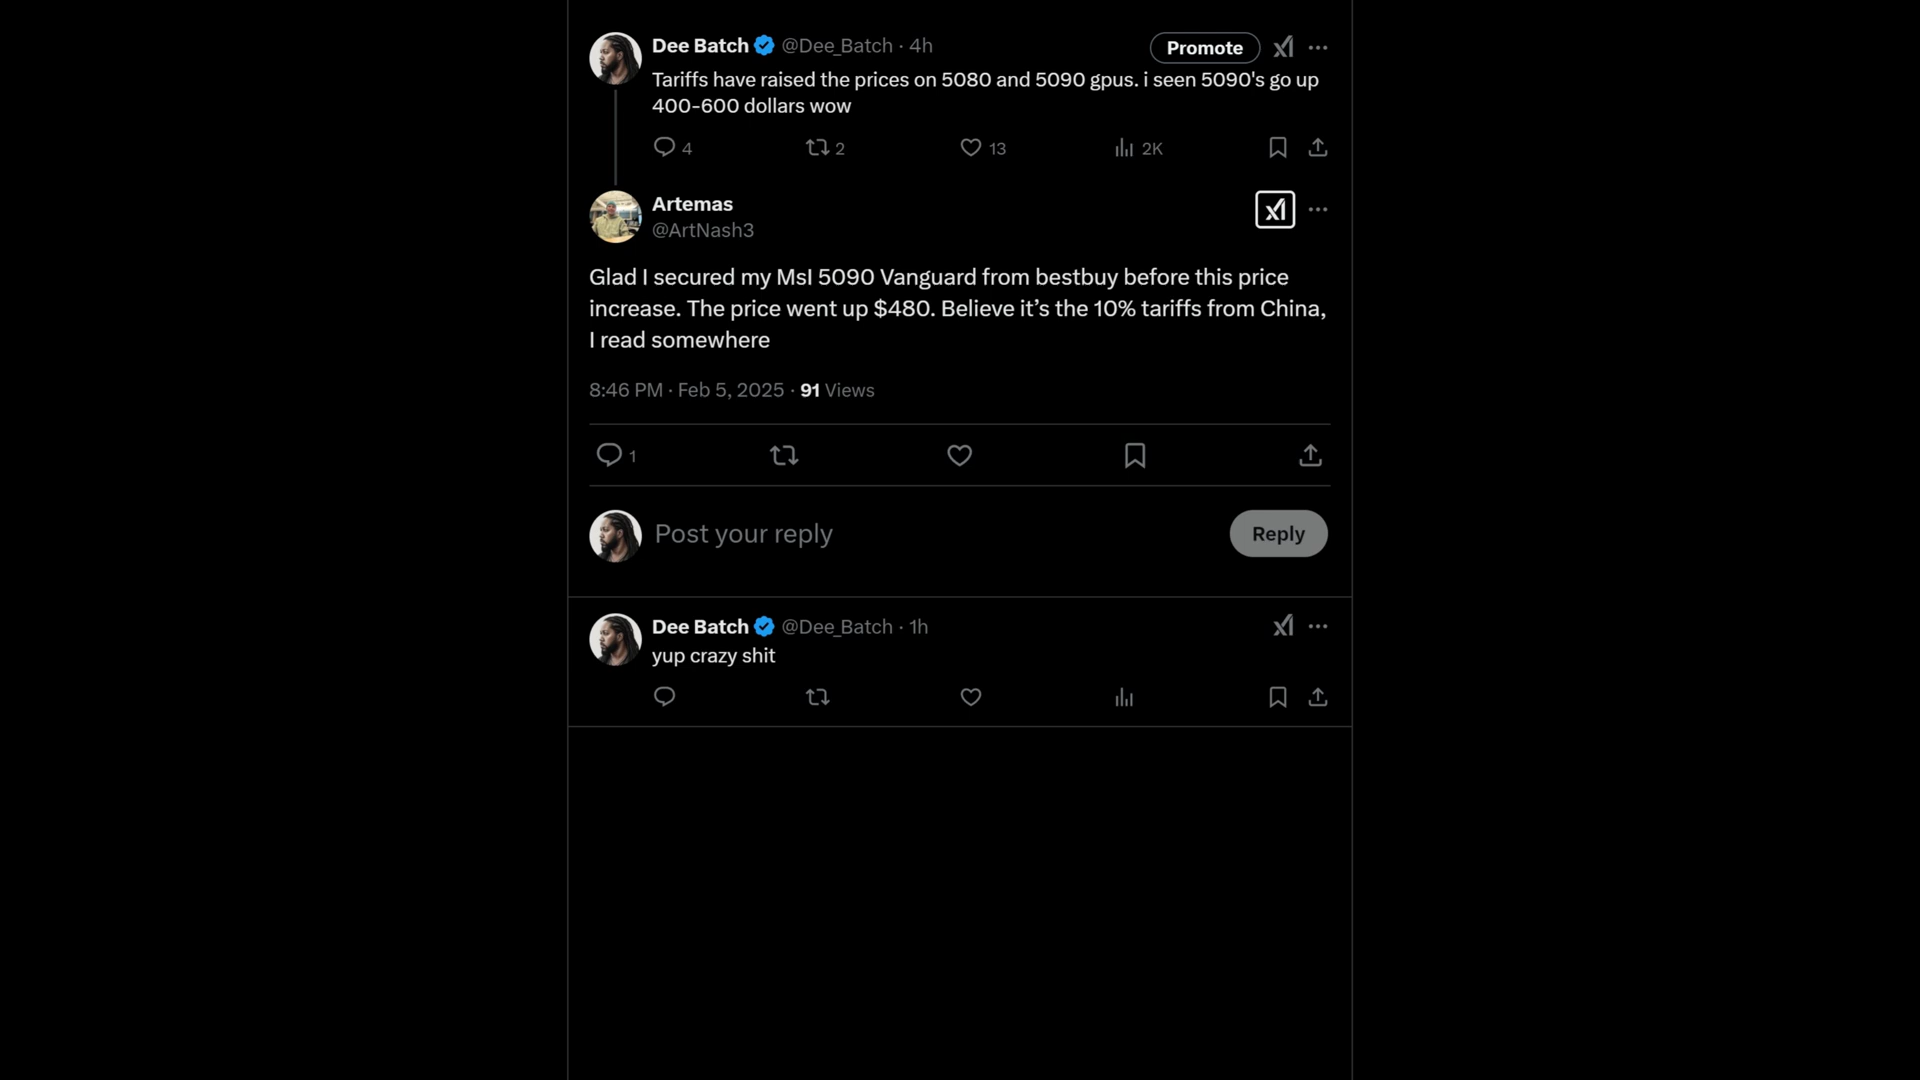 Dee Batch @Dee_Batch · 4h
Promote
Tariffs have raised the prices on 5080 and 5090 gpus. i seen 5090's go up
400-600 dollars wow
4 2 13 2K
Artemas
@ArtNash3
Glad I secured my MsI 5090 Vanguard from bestbuy before this price
increase. The price went up $480. Believe it’s the 10% tariffs from China,
I read somewhere
8:46 PM · Feb 5, 2025 · 91 Views
1
Post your reply
Reply
Dee Batch @Dee_Batch · 1h
yup crazy shit